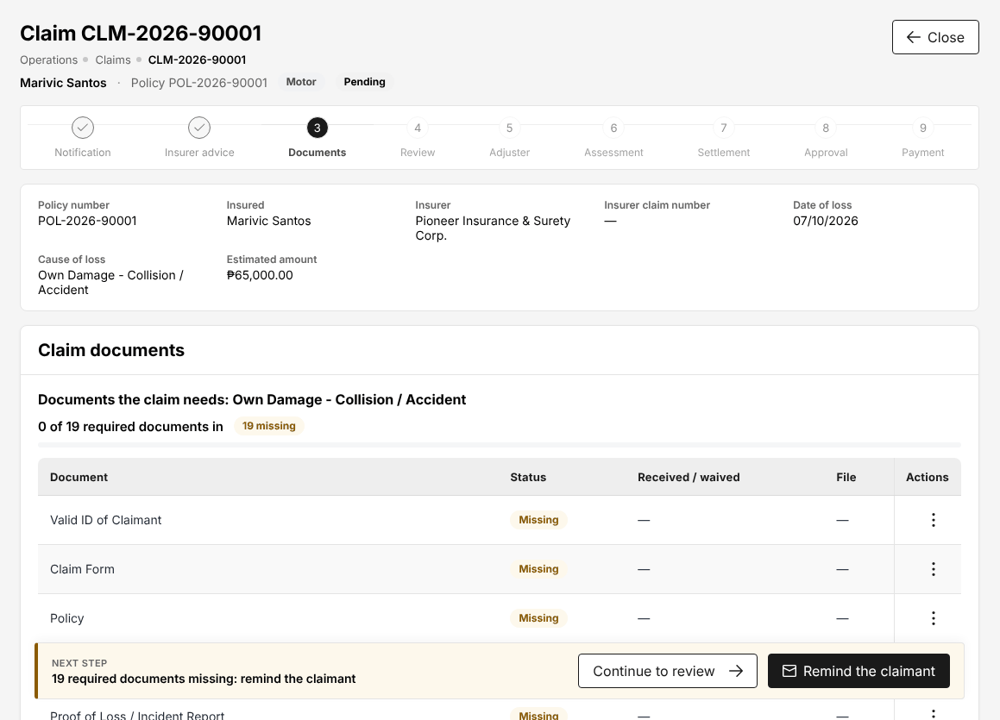 Claim CLM-2026-90001
Close
Operations • Claims • CLM-2026-90001
Marivic Santos · Policy POL-2026-90001 Motor Pending
3 4 5 6 7 8 9
Notification Insurer advice Documents Review Adjuster Assessment Settlement Approval Payment
Policy number Insured Insurer Insurer claim number Date of loss
POL-2026-90001 Marivic Santos Pioneer Insurance & Surety — 07/10/2026
Corp.
Cause of loss Estimated amount
Own Damage - Collision / ₱65,000.00
Accident
Claim documents
Documents the claim needs: Own Damage - Collision / Accident
0 of 19 required documents in 19 missing
Document Status Received / waived File Actions
Valid ID of Claimant Missing — —
Claim Form Missing — —
Policy Missing — —
NEXT STEP
19 required documents missing: remind the claimant
Continue to review → Remind the claimant
Proof of Loss / Incident Report Missing — —